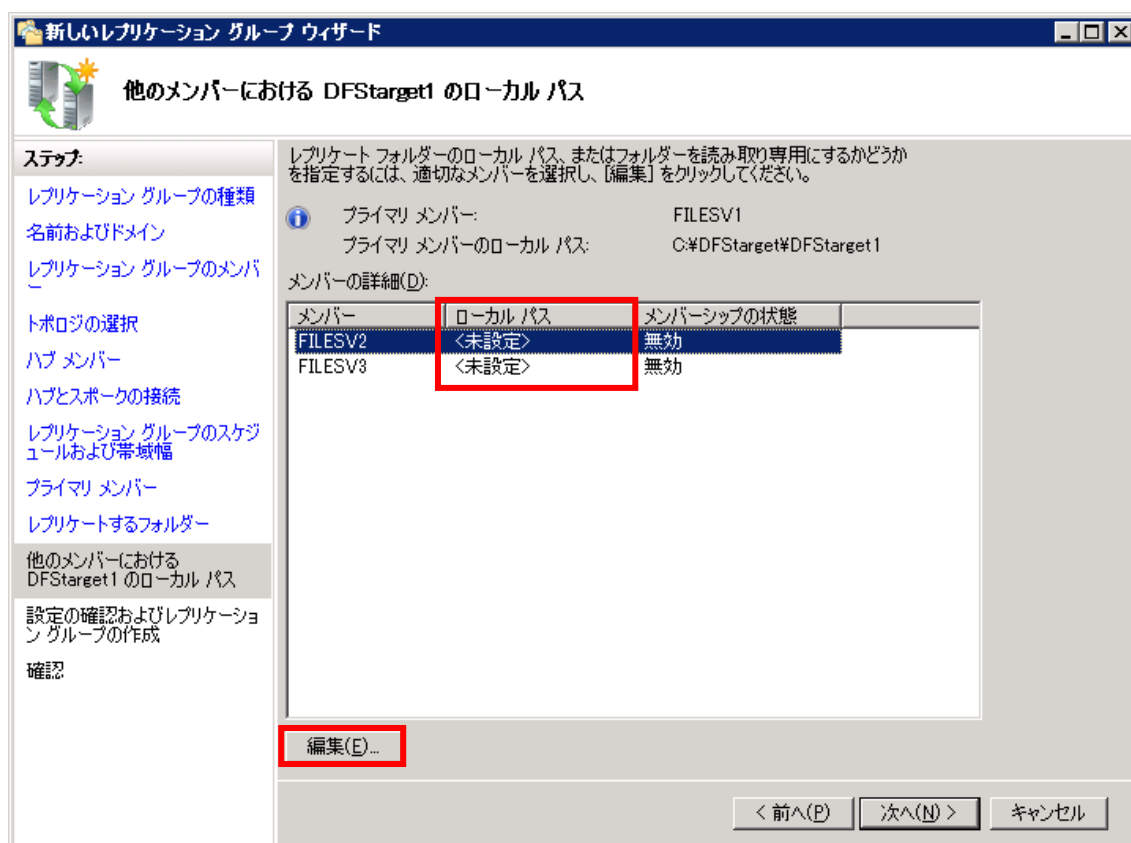 新しいレプリケーション グループ ウィザード
他のメンバーにおける DFStarget1 のローカル パス
ステップ:
レプリケーション グループの種類
名前およびドメイン
レプリケーション グループのメンバ
ー
トポロジの選択
ハブ メンバー
ハブとスポークの接続
レプリケーション グループのスケジ
ュールおよび帯域幅
プライマリ メンバー
レプリケートするフォルダー
他のメンバーにおける
DFStarget1 のローカル パス
設定の確認およびレプリケーショ
ン グループの作成
確認
レプリケート フォルダーのローカル パス、またはフォルダーを読み取り専用にするかどうか
を指定するには、適切なメンバーを選択し、[編集] をクリックしてください。
プライマリ メンバー: FILESV1
プライマリ メンバーのローカル パス: C:¥DFStarget¥DFStarget1
メンバーの詳細(D):
メンバー ローカル パス メンバーシップの状態
FILESV2 <未設定> 無効
FILESV3 <未設定> 無効
編集(E)...
< 前へ(P) 次へ(N) > キャンセル